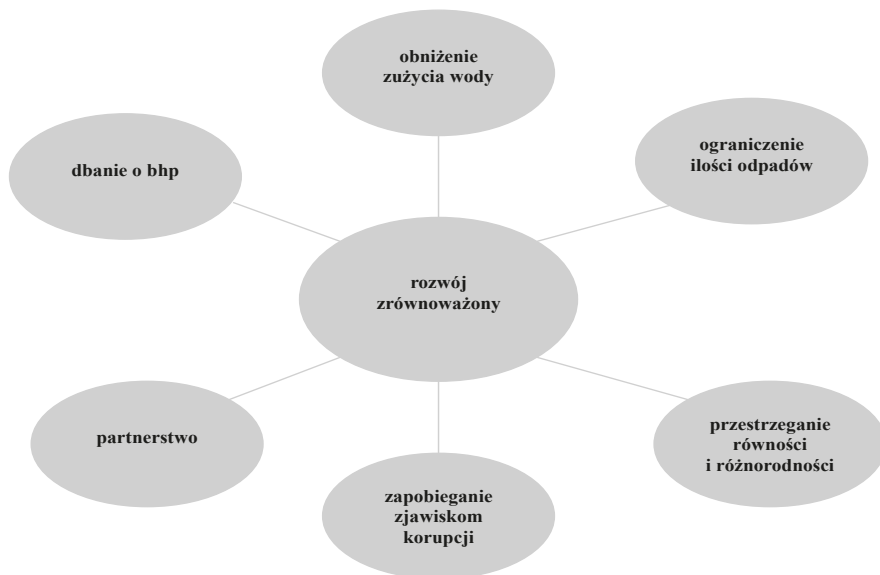 obniżenie
zużycia wody
ograniczenie
ilości odpadów
dbanie o bhp
rozwój
zrównoważony
partnerstwo
przestrzeganie
równości
i różnorodności
zapobieganie
zjawiskom
korupcji